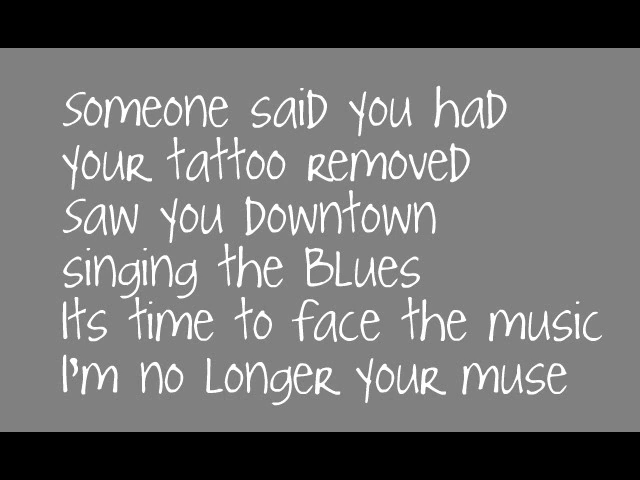 Someone said you had
your tattoo removed
Saw you downtown
singing the Blues
Its time to face the music
I'm no longer your muse